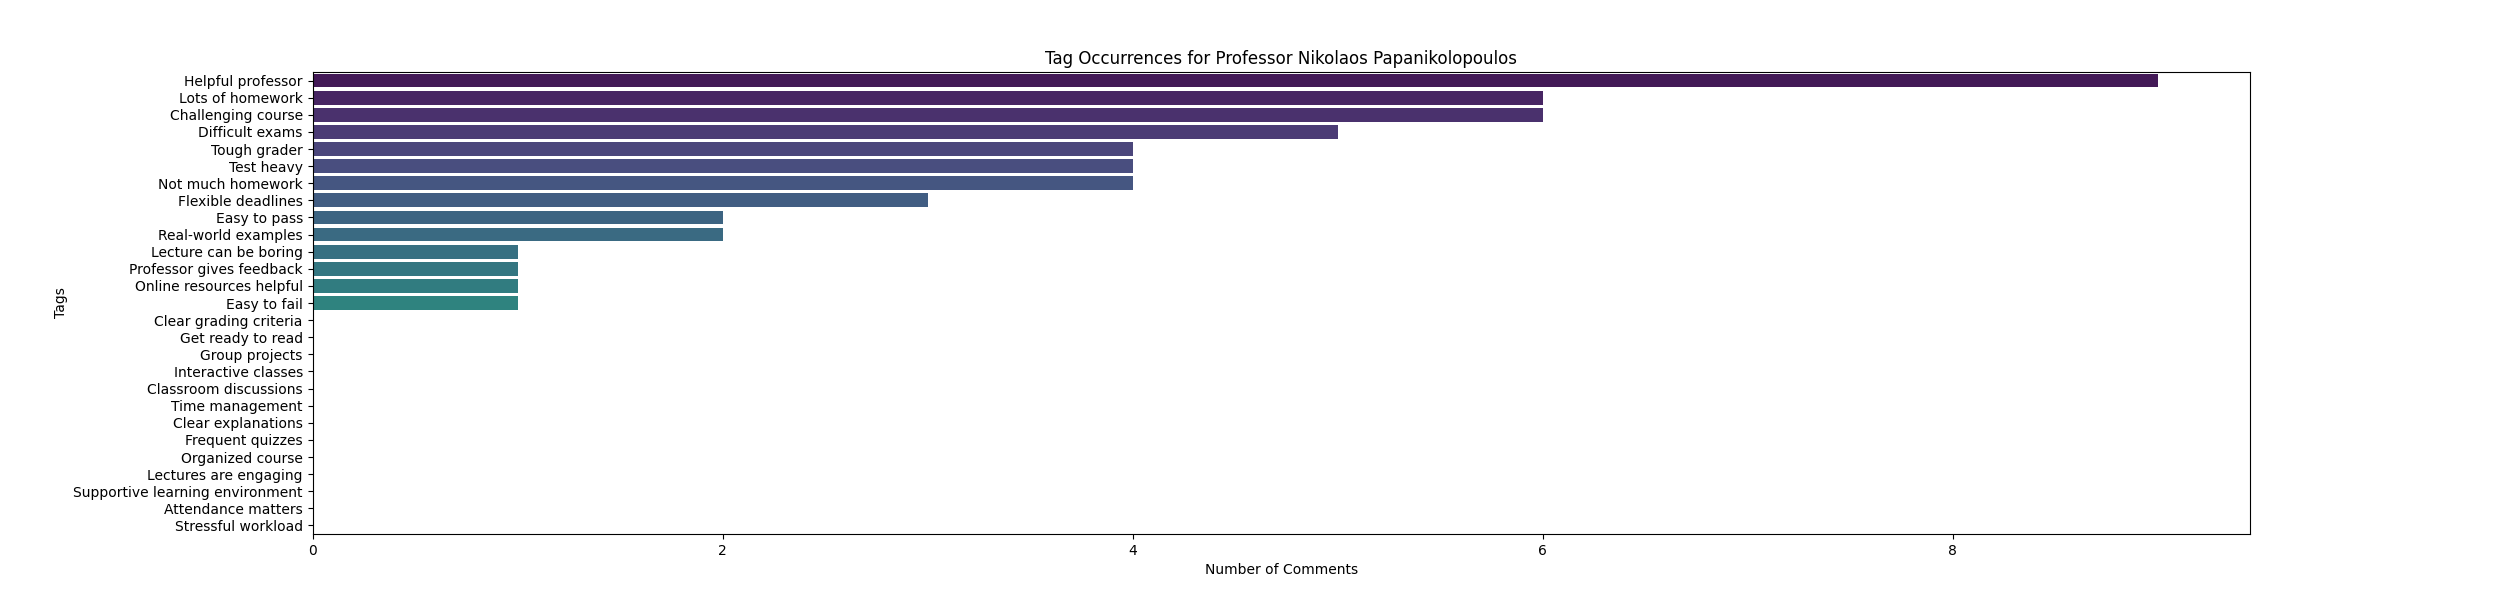 Tag Occurrences for Professor Nikolaos Papanikolopoulos
Helpful professor
Lots of homework
Challenging course
Difficult exams
Tough grader
Test heavy
Not much homework
Flexible deadlines
Easy to pass
Real-world examples
Lecture can be boring
Professor gives feedback
Online resources helpful
Easy to fail
Clear grading criteria
Get ready to read
Group projects
Interactive classes
Classroom discussions
Time management
Clear explanations
Frequent quizzes
Organized course
Lectures are engaging
Supportive learning environment
Attendance matters
Stressful workload
Tags
0 2 4 6 8
Number of Comments